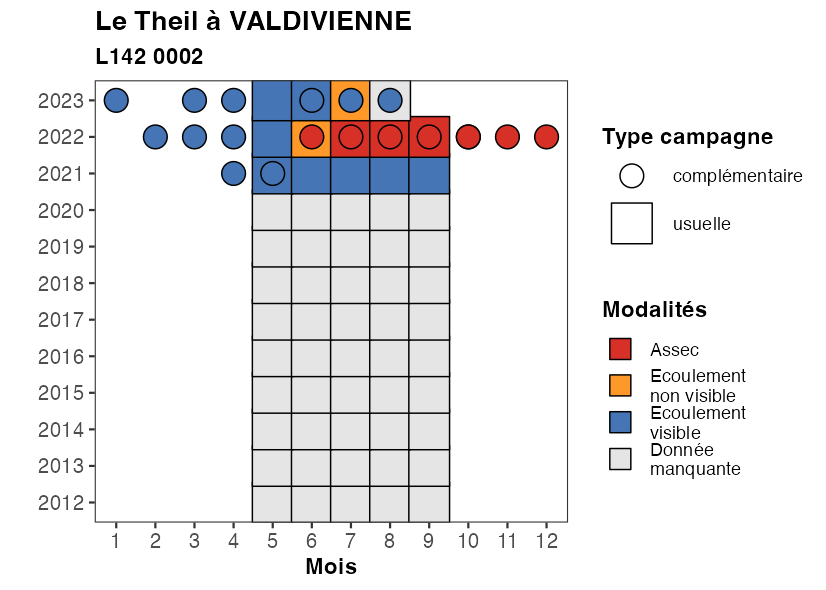 Le Theil à VALDIVIENNE
L142 0002
2023
2022
2021
2020
2019
2018
2017
2016
2015
2014
2013
2012
1 2 3 4 5 6 7 8 9 10 11 12
Mois
Type campagne
complémentaire
usuelle
Modalités
Assec
Ecoulement
non visible
Ecoulement
visible
Donnée
manquante